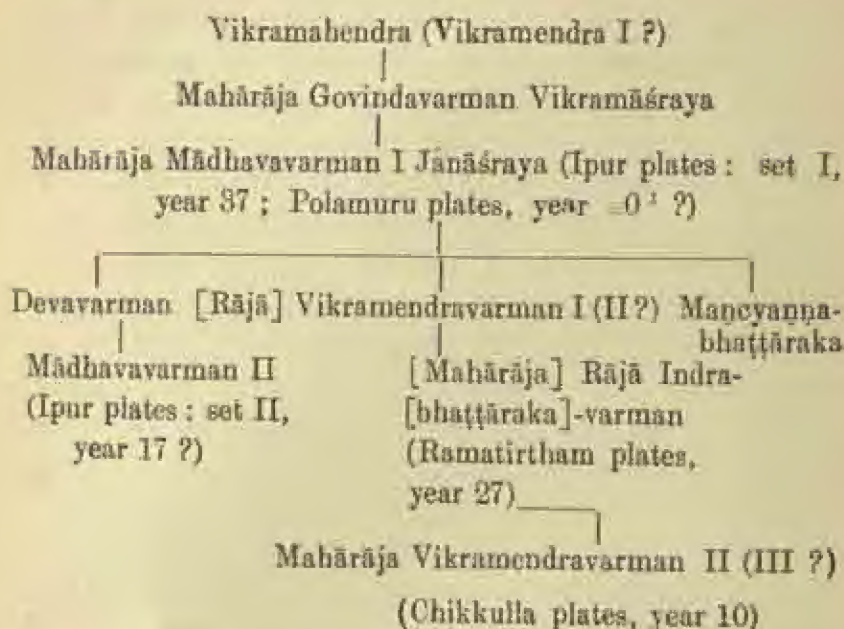 Vikramahendra (Vikramendra I ?)
Mahārāja Govindavarman Vikramāśraya
Mahārāja Mādhavavarman I Janāśraya (Ipur plates : set I,
year 37 ; Polamuru plates, year ?)
Devavarman [Rājā] Vikramendravarman I (II ?) Maṇcyaṇṇa-
bhaṭṭāraka
Mādhavavarman II [Mahārāja] Rājā Indra-
(Ipur plates : set II, [bhaṭṭāraka]-varman
year 17 ?) (Ramatirtham plates,
year 27)
Mahārāja Vikramendravarman II (III ?)
(Chikkulla plates, year 10)